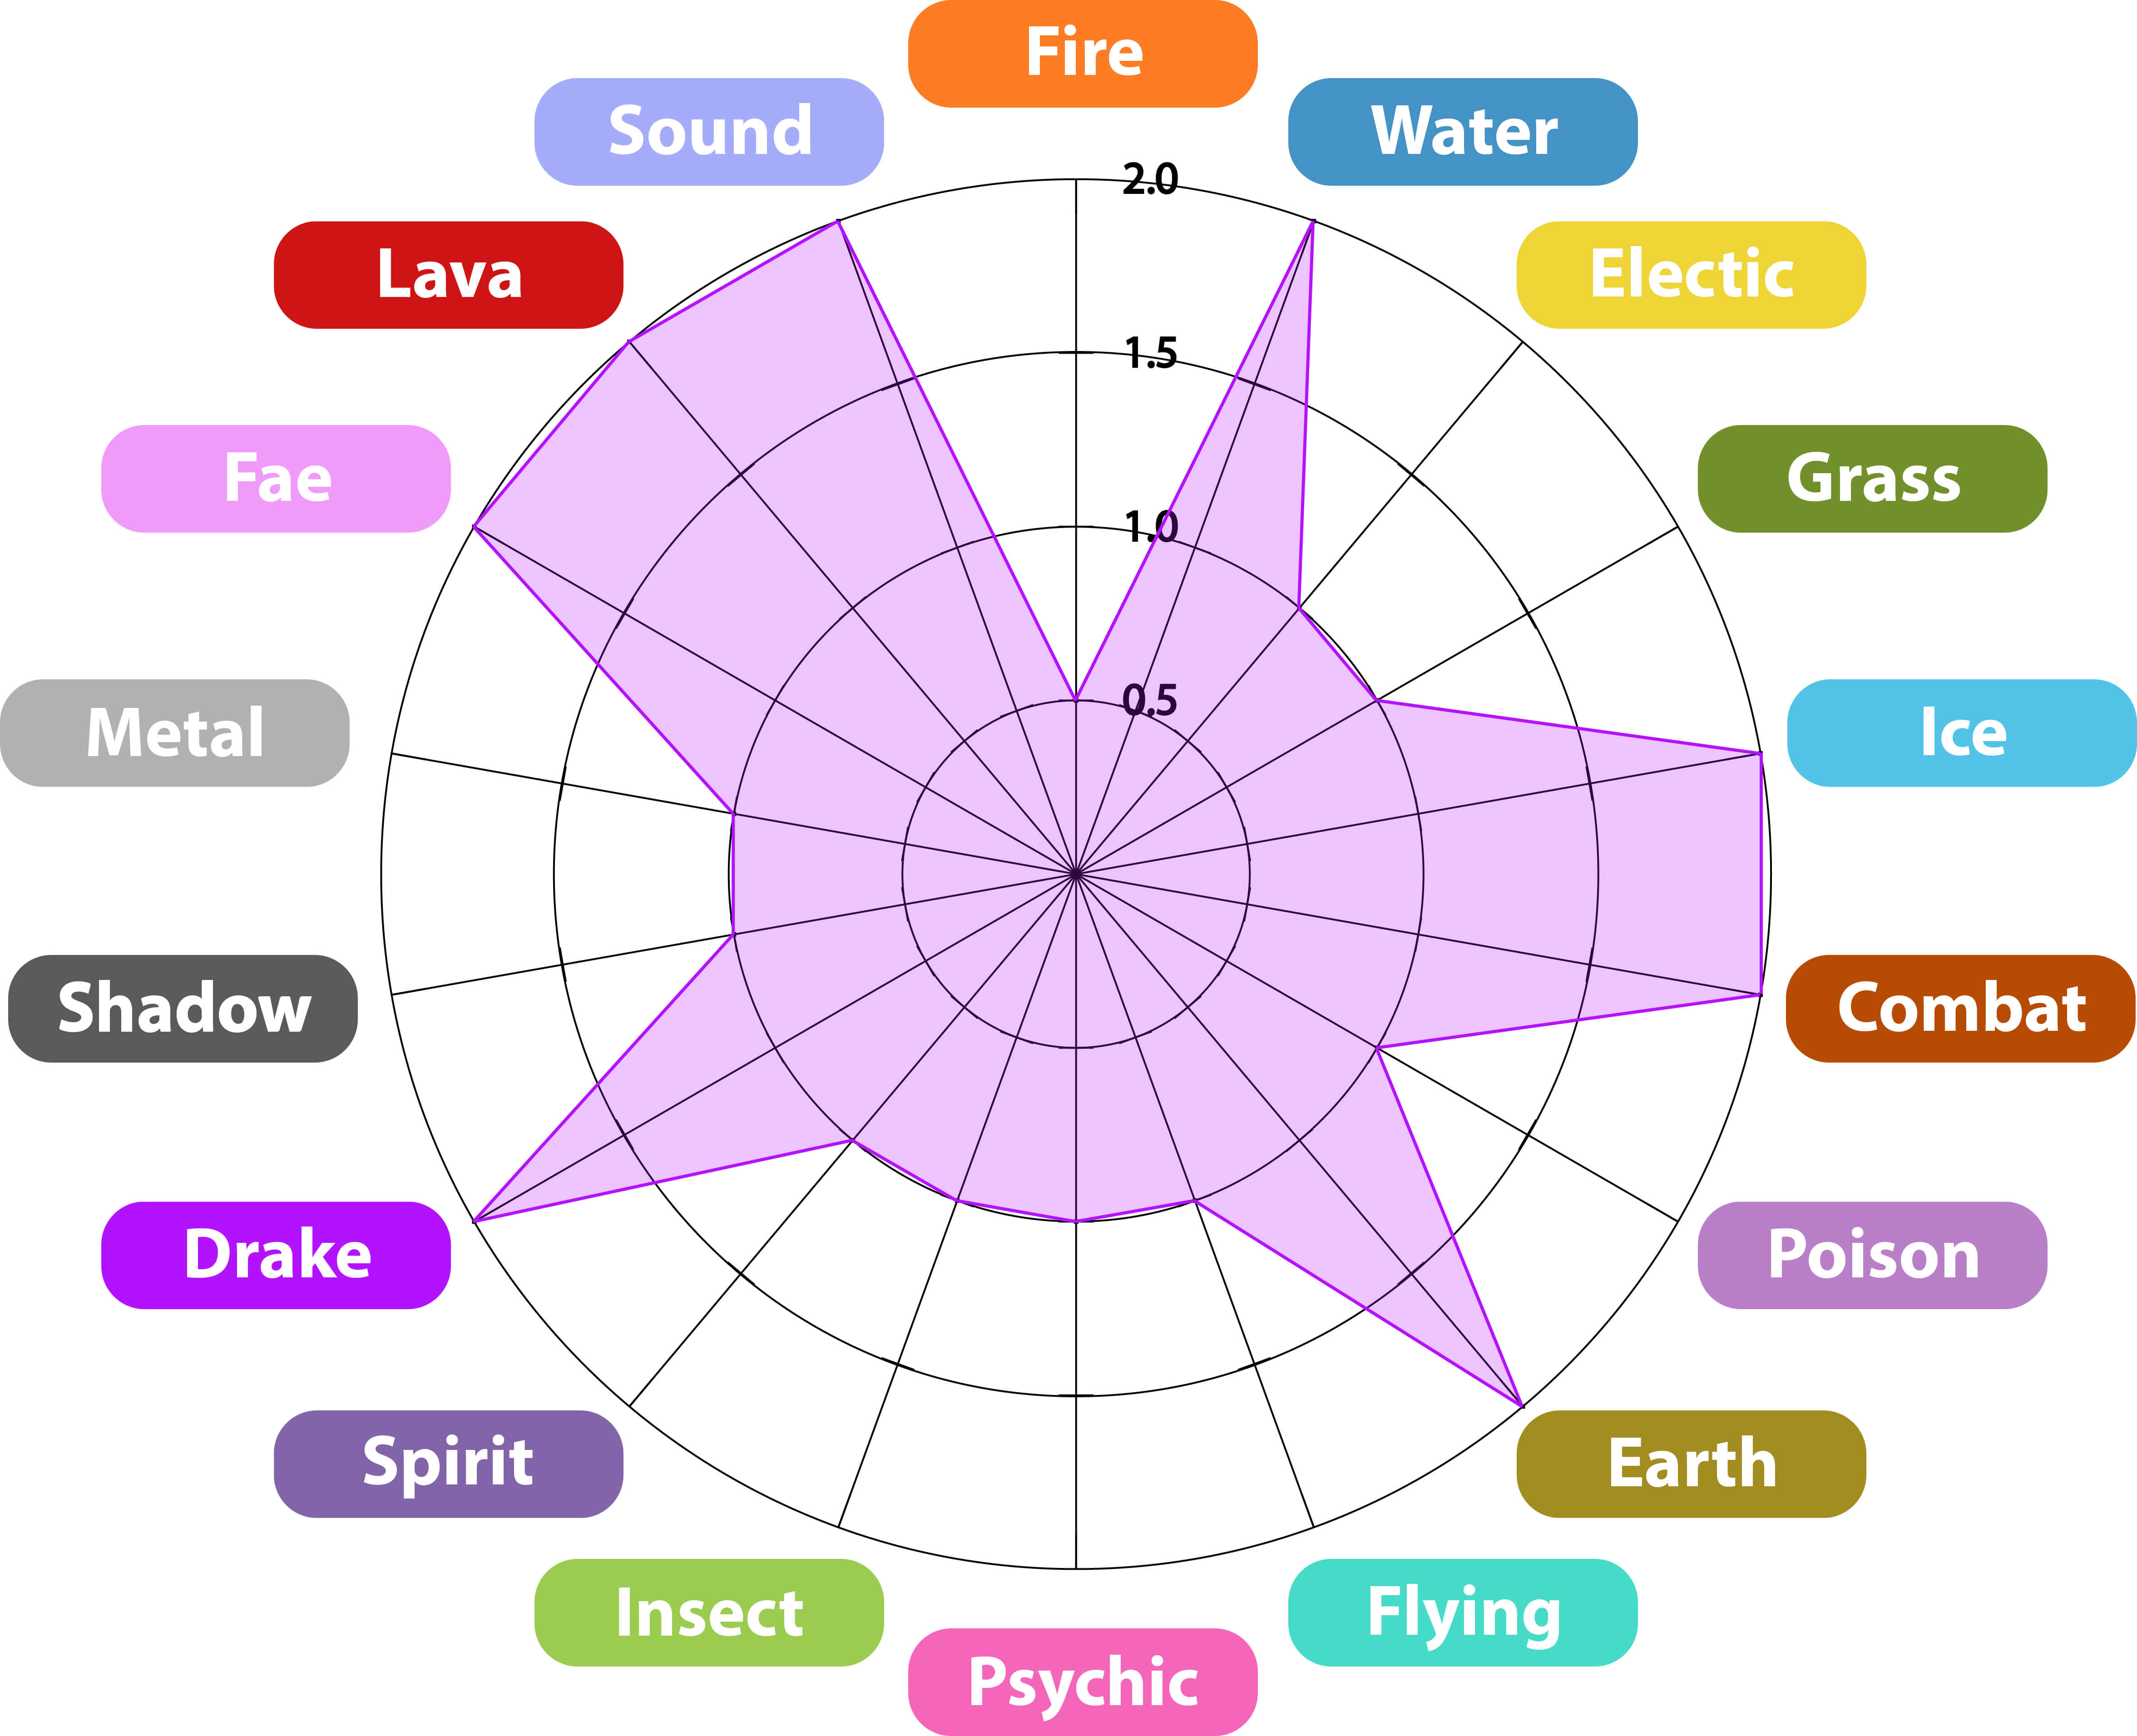 Fire
Sound
Water
2.0
Lava
Electic
1.5
Fae
Grass
1.0
Metal
0.5
Ice
Shadow
Combat
Drake
Poison
Spirit
Earth
Insect
Flying
Psychic